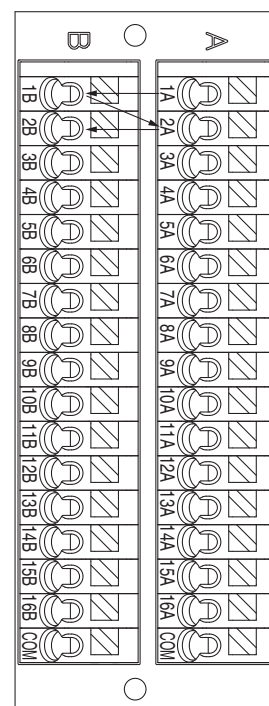 B A
1B 1A
2B 2A
3B 3A
4B 4A
5B 5A
6B 6A
7B 7A
8B 8A
9B 9A
10B 10A
11B 11A
12B 12A
13B 13A
14B 14A
15B 15A
16B 16A
COM COM